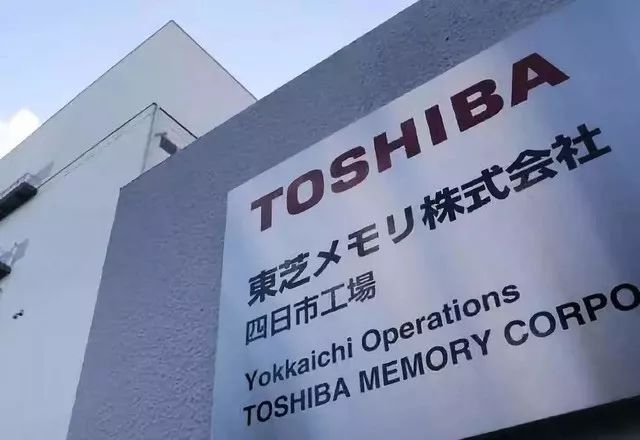 TOSHIBA
東芝メモリ株式会社
四日市工場
Yokkaichi Operations
TOSHIBA MEMORY CORPO